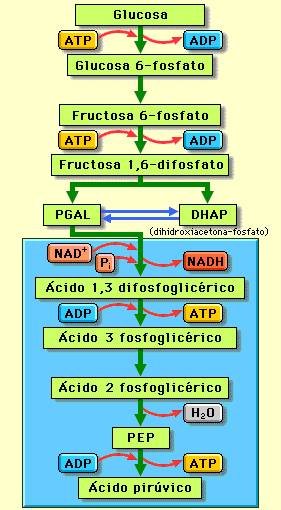 Glucosa
ATP ADP
Glucosa 6-fosfato
Fructosa 6-fosfato
ATP ADP
Fructosa 1,6-difosfato
PGAL DHAP
(dihidroxiacetona-fosfato)
NAD+
Pi NADH
Ácido 1,3 difosfoglicérico
ADP ATP
Ácido 3 fosfoglicérico
Ácido 2 fosfoglicérico
H₂O
PEP
ADP ATP
Ácido pirúvico